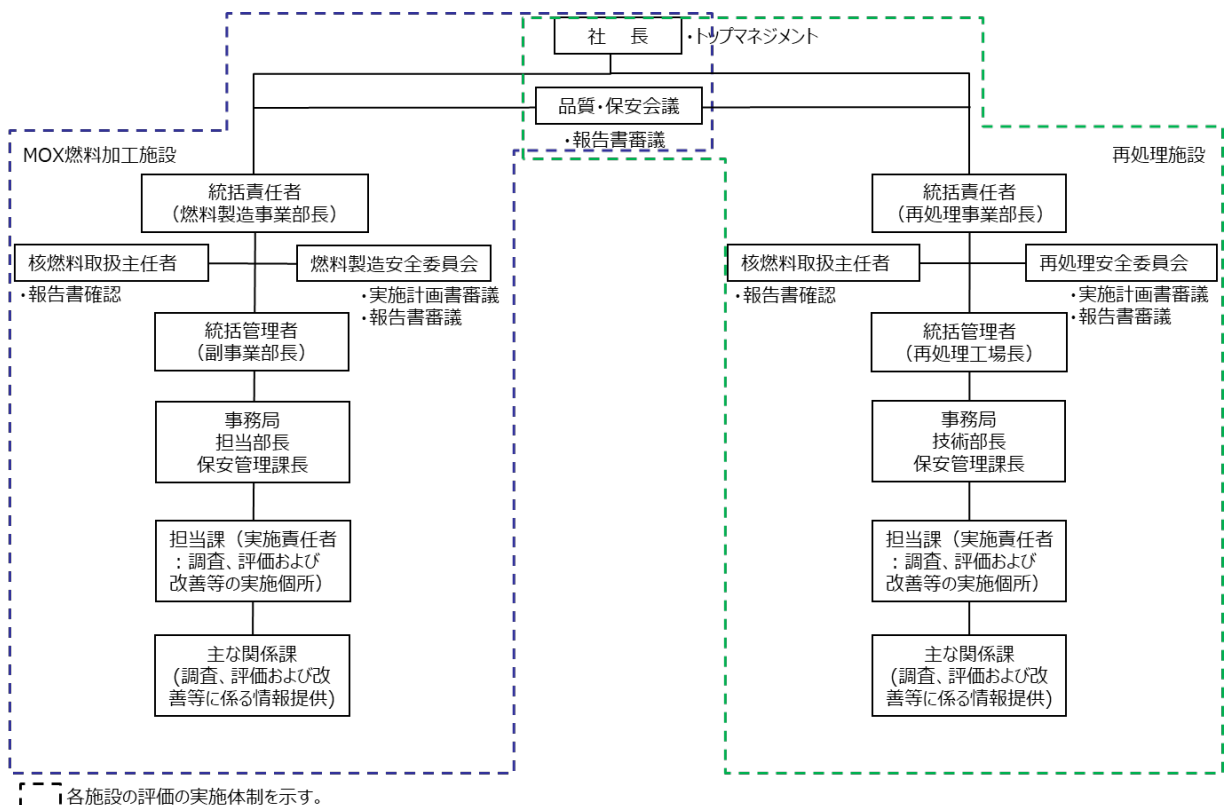 社　長
・トップマネジメント
品質・保安会議
・報告書審議
MOX燃料加工施設
統括責任者
（燃料製造事業部長）
核燃料取扱主任者
・報告書確認
燃料製造安全委員会
・実施計画書審議
・報告書審議
統括管理者
（副事業部長）
事務局
担当部長
保安管理課長
担当課（実施責任者
：調査、評価および
改善等の実施個所）
主な関係課
(調査、評価および改
善等に係る情報提供)
再処理施設
統括責任者
（再処理事業部長）
核燃料取扱主任者
・報告書確認
再処理安全委員会
・実施計画書審議
・報告書審議
統括管理者
（再処理工場長）
事務局
技術部長
保安管理課長
担当課（実施責任者
：調査、評価および
改善等の実施個所）
主な関係課
(調査、評価および改
善等に係る情報提供)
各施設の評価の実施体制を示す。